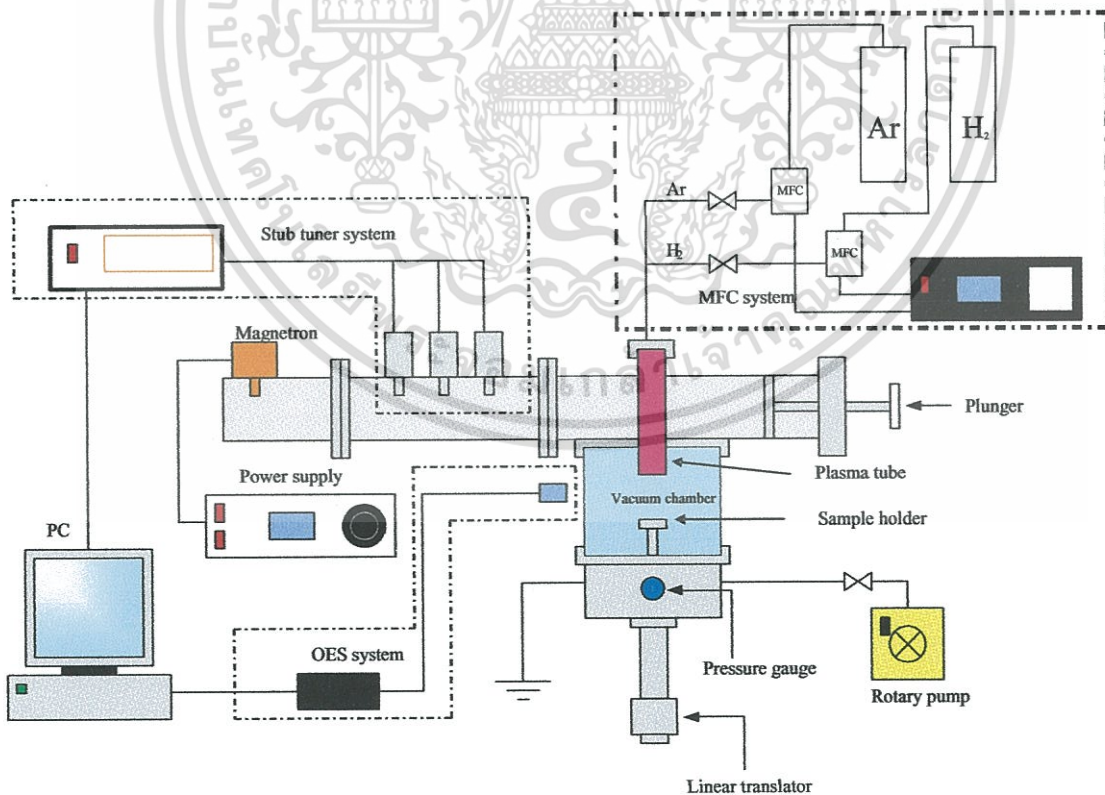 Ar
H₂
Ar
MFC
H₂
MFC
MFC system
Stub tuner system
Magnetron
Plunger
Power supply
Plasma tube
Vacuum chamber
Sample holder
PC
OES system
Pressure gauge
Rotary pump
Linear translator